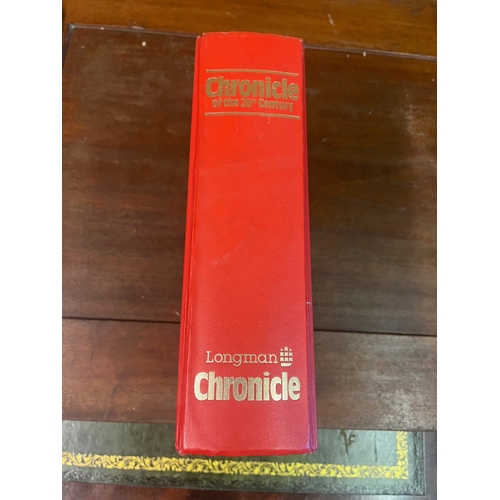 Chronicle
of the 20th Century
Longman
Chronicle